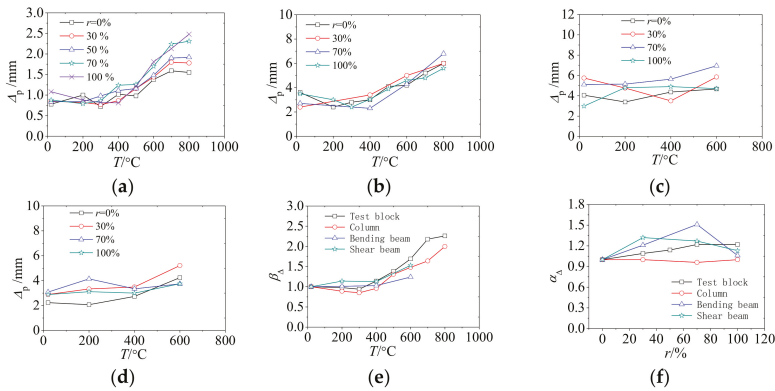 3.0
2.5
2.0
1.5
1.0
0.5
0.0
Δp /mm
r=0%
30 %
50 %
70 %
100 %
0 200 400 600 800 1000
T/°C
(a)
6
4
2
0
Δp /mm
r=0%
30%
70%
100%
0 200 400 600 800 1000
T/°C
(b)
12
10
8
6
4
2
0
Δp /mm
r=0%
30%
70%
100%
0 200 400 600 800
T/°C
(c)
10
8
6
4
2
0
Δp /mm
r=0%
30%
70%
100%
0 200 400 600 800
T/°C
(d)
3.0
2.5
2.0
1.5
1.0
0.5
0.0
βΔ
Test block
Column
Bending beam
Shear beam
0 200 400 600 800
T/°C
(e)
1.8
1.5
1.2
0.9
0.6
0.3
0.0
αΔ
Test block
Column
Bending beam
Shear beam
0 20 40 60 80 100 120
r/%
(f)